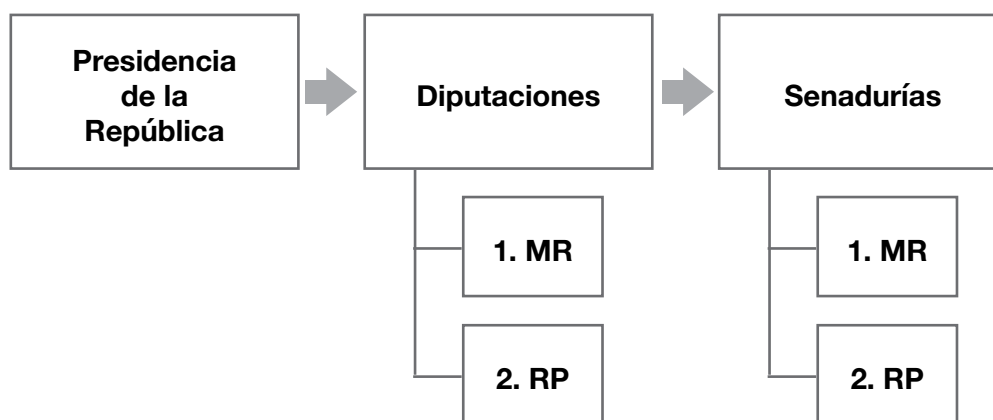 Presidencia
de la
República
Diputaciones
Senadurías
1. MR
1. MR
2. RP
2. RP